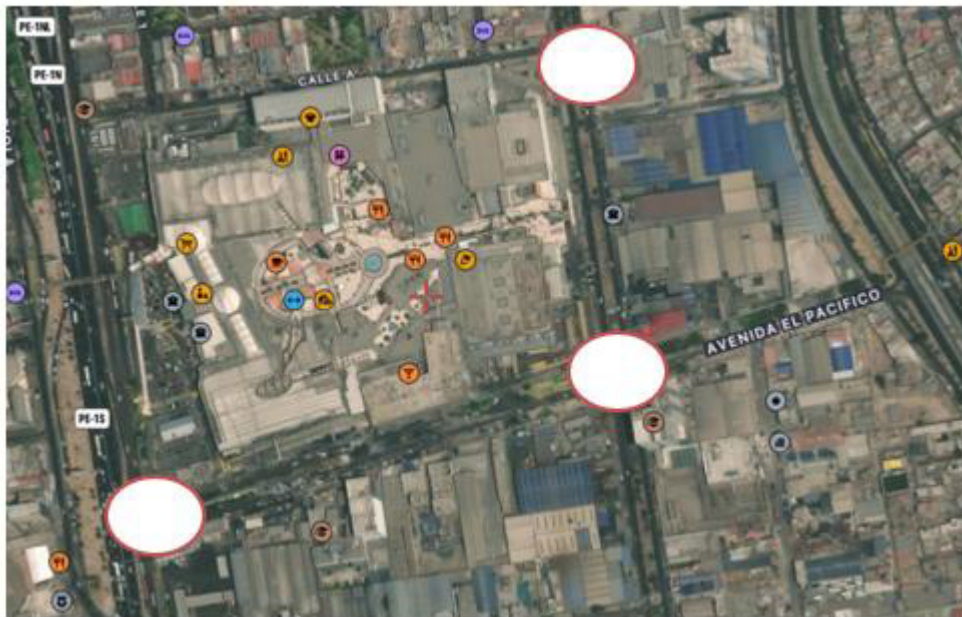 PE-1NL
PE-1N
CALLE A
AVENIDA EL PACIFICO
PE-1S